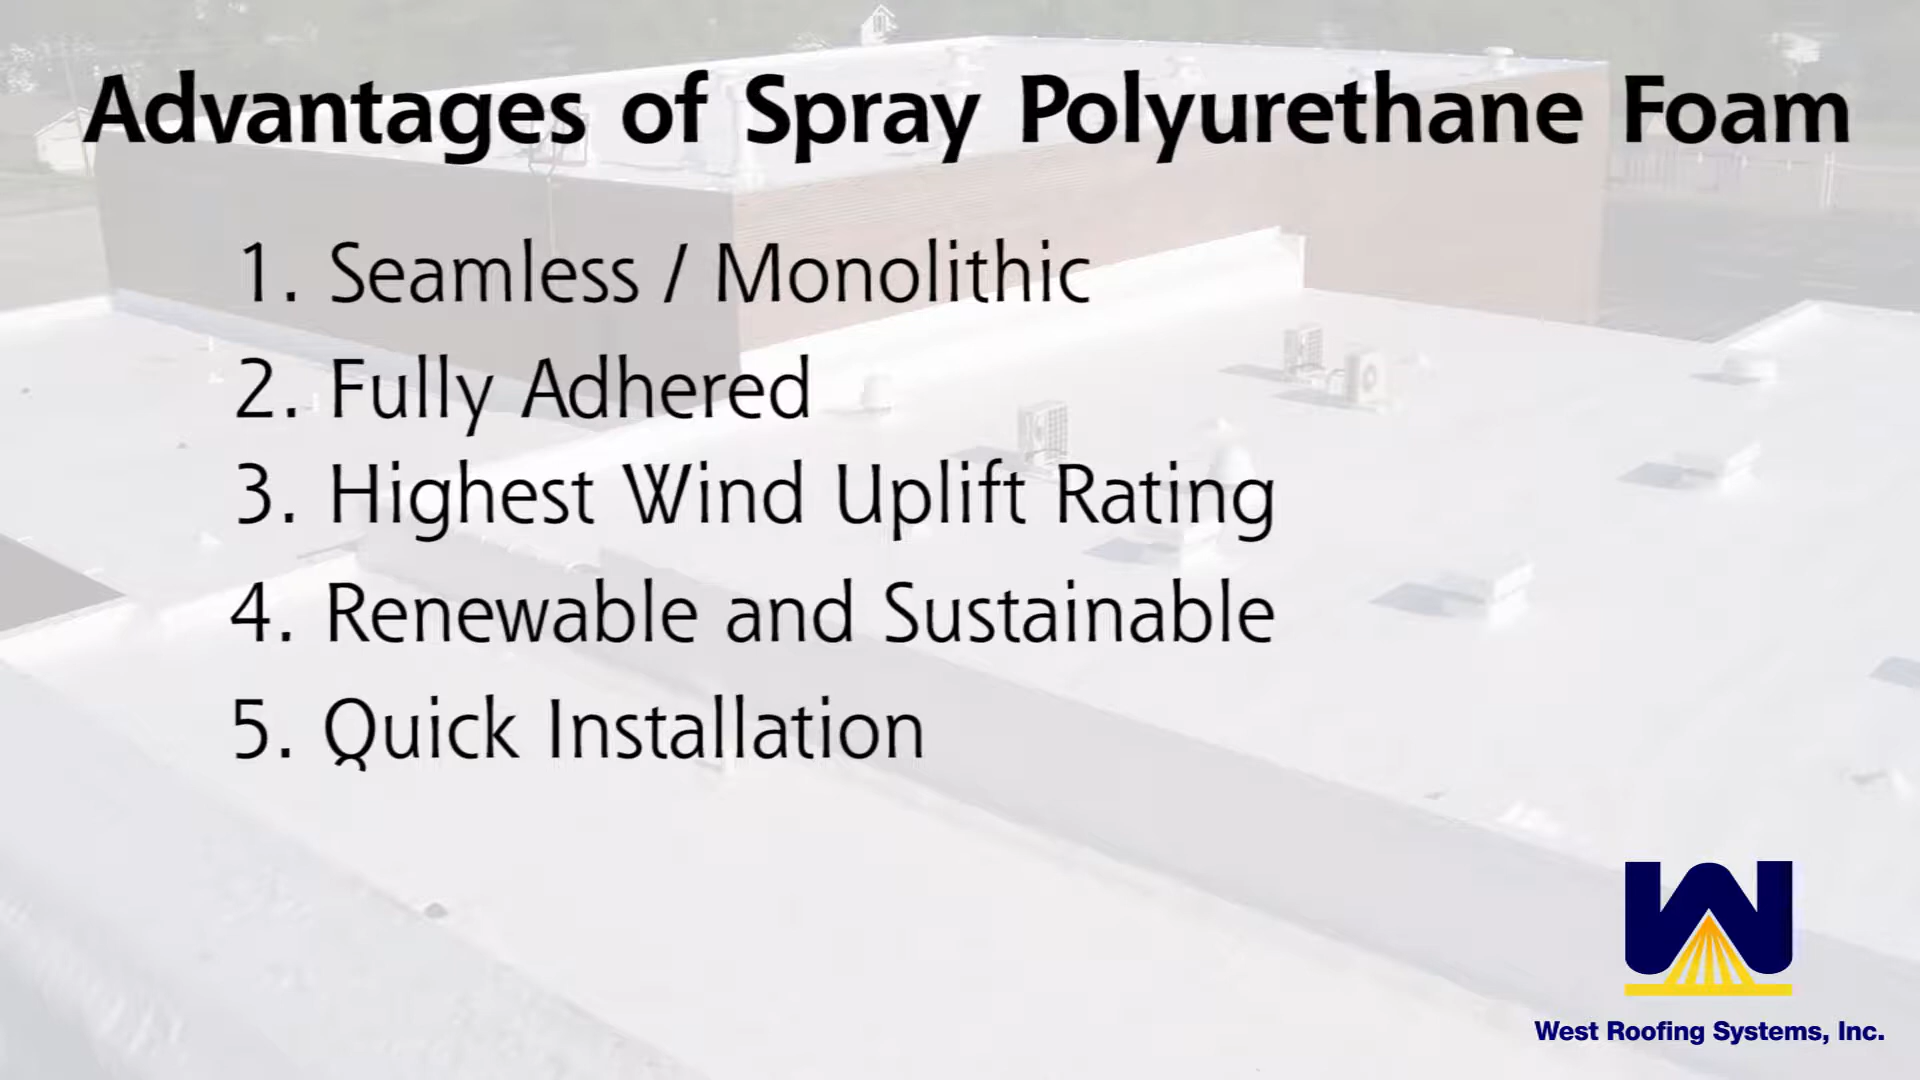 Advantages of Spray Polyurethane Foam
1. Seamless / Monolithic
2. Fully Adhered
3. Highest Wind Uplift Rating
4. Renewable and Sustainable
5. Quick Installation
West Roofing Systems, Inc.